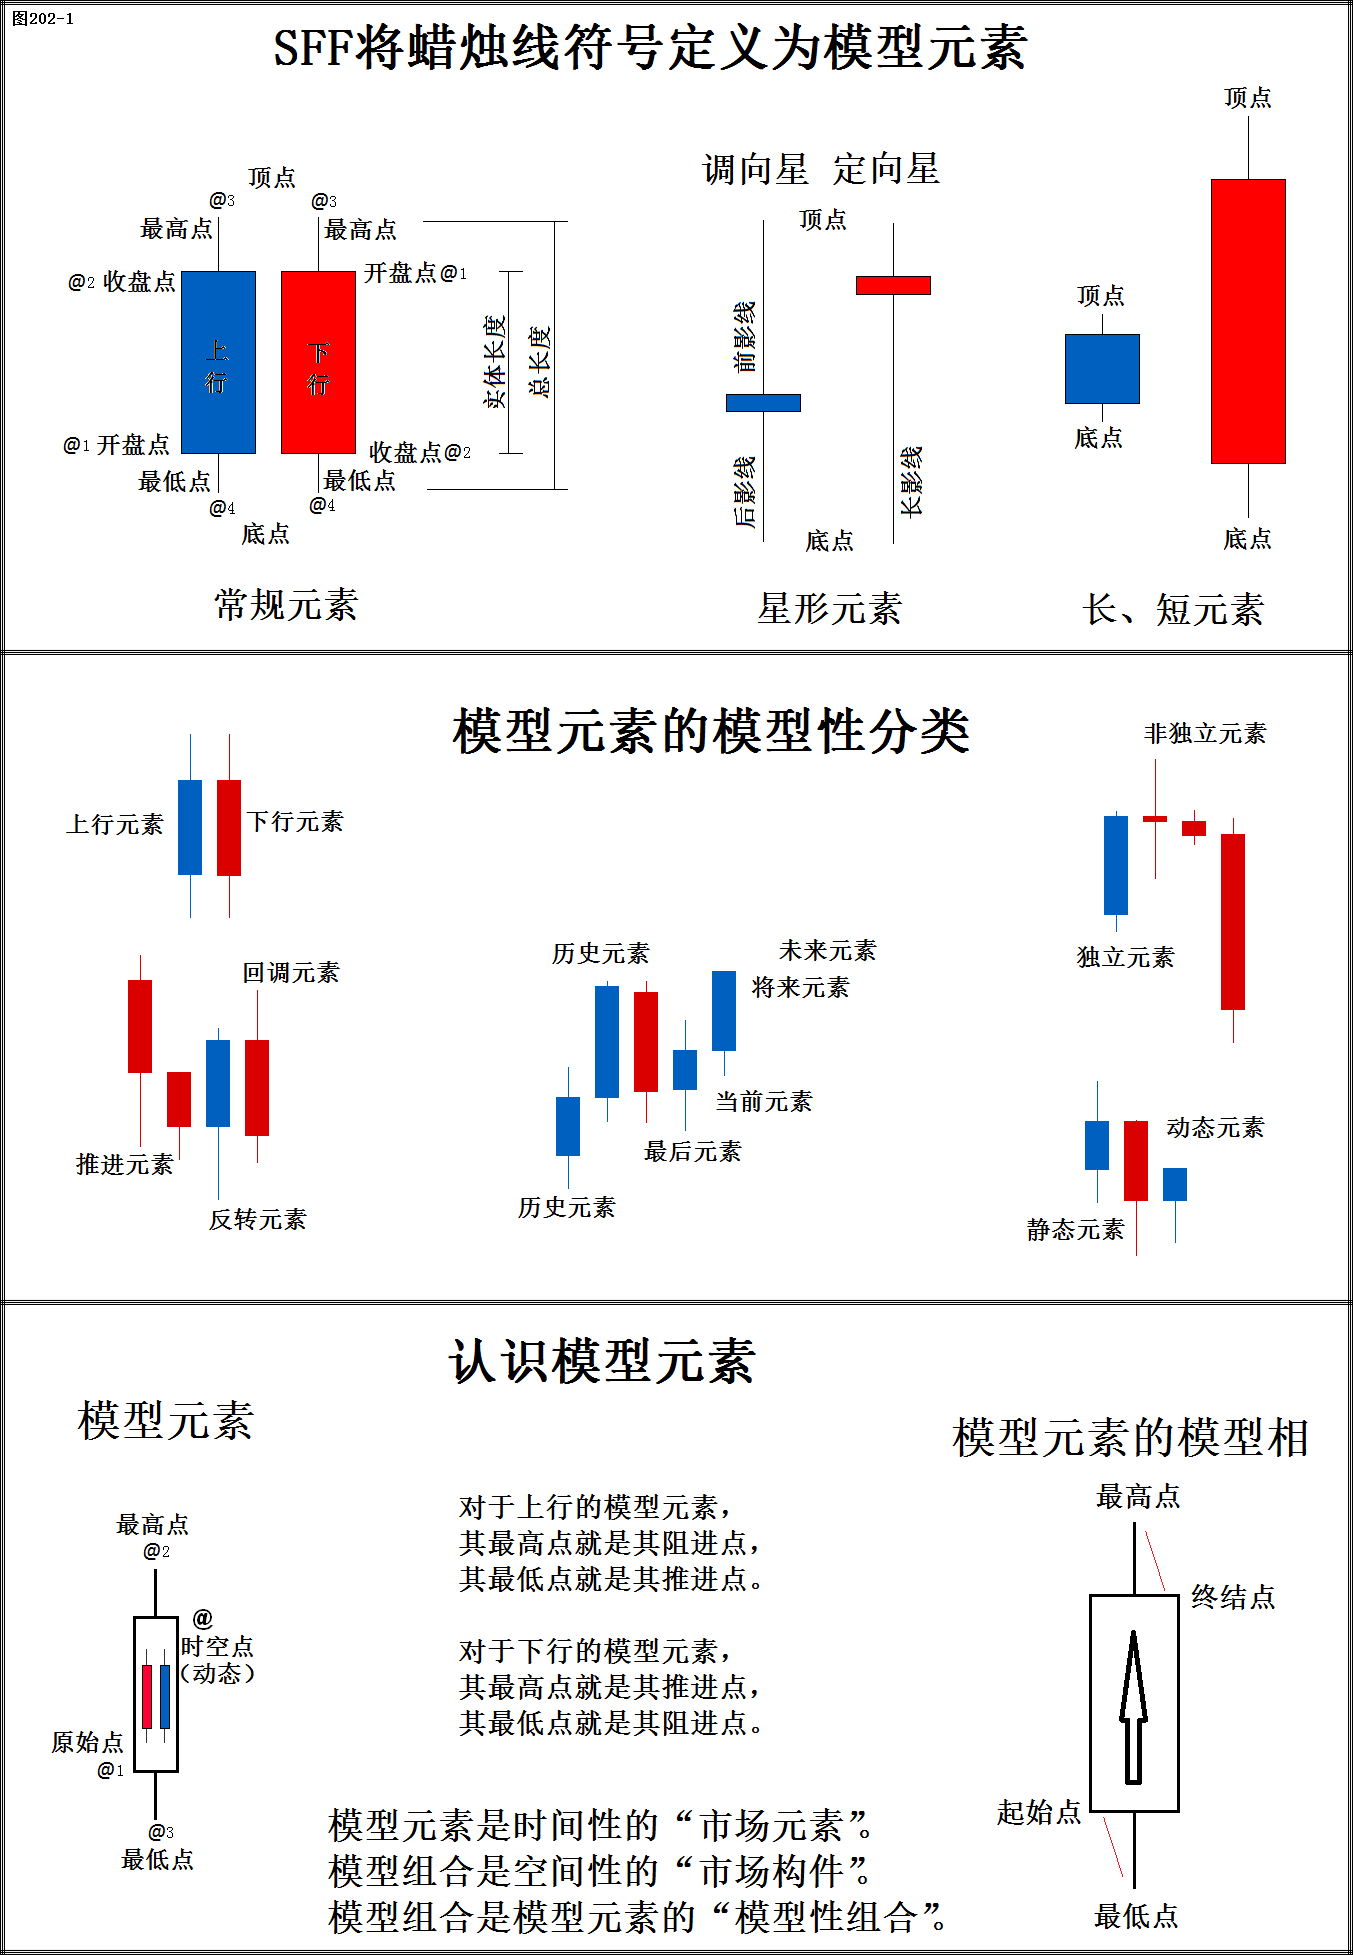 图202-1
SFF将蜡烛线符号定义为模型元素
顶点
@3
@3
最高点
最高点
@2 收盘点
开盘点@1
上行
下行
实体长度
总长度
@1 开盘点
收盘点@2
最低点
最低点
@4
@4
底点
常规元素
调向星 定向星
顶点
前影线
后影线
长影线
底点
星形元素
顶点
顶点
底点
底点
长、短元素
模型元素的模型性分类
上行元素
下行元素
回调元素
推进元素
反转元素
历史元素
未来元素
将来元素
当前元素
最后元素
历史元素
非独立元素
独立元素
动态元素
静态元素
认识模型元素
模型元素
最高点
@2
@
时空点
（动态）
原始点
@1
@3
最低点
对于上行的模型元素，
其最高点就是其阻进点，
其最低点就是其推进点。
对于下行的模型元素，
其最高点就是其推进点，
其最低点就是其阻进点。
模型元素的模型相
最高点
终结点
起始点
最低点
模型元素是时间性的“市场元素”。
模型组合是空间性的“市场构件”。
模型组合是模型元素的“模型性组合”。